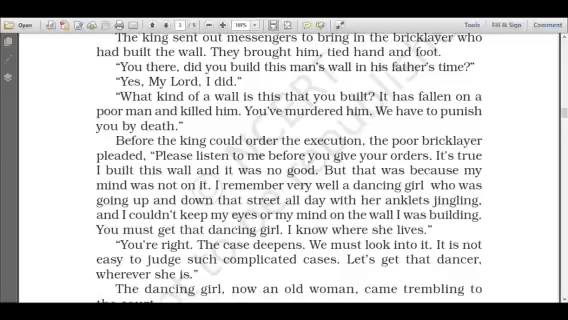 3
6
189%
Tools
Fill & Sign
Comment
The king sent out messengers to bring in the bricklayer who
had built the wall. They brought him, tied hand and foot.
“You there, did you build this man's wall in his father's time?”
“Yes, My Lord, I did.”
“What kind of a wall is this that you built? It has fallen on a
poor man and killed him. You've murdered him. We have to punish
you by death.”
Before the king could order the execution, the poor bricklayer
pleaded, “Please listen to me before you give your orders. It's true
I built this wall and it was no good. But that was because my
mind was not on it. I remember very well a dancing girl who was
going up and down that street all day with her anklets jingling,
and I couldn't keep my eyes or my mind on the wall I was building.
You must get that dancing girl. I know where she lives.”
“You're right. The case deepens. We must look into it. It is not
easy to judge such complicated cases. Let's get that dancer,
wherever she is.”
The dancing girl, now an old woman, came trembling to
the court.